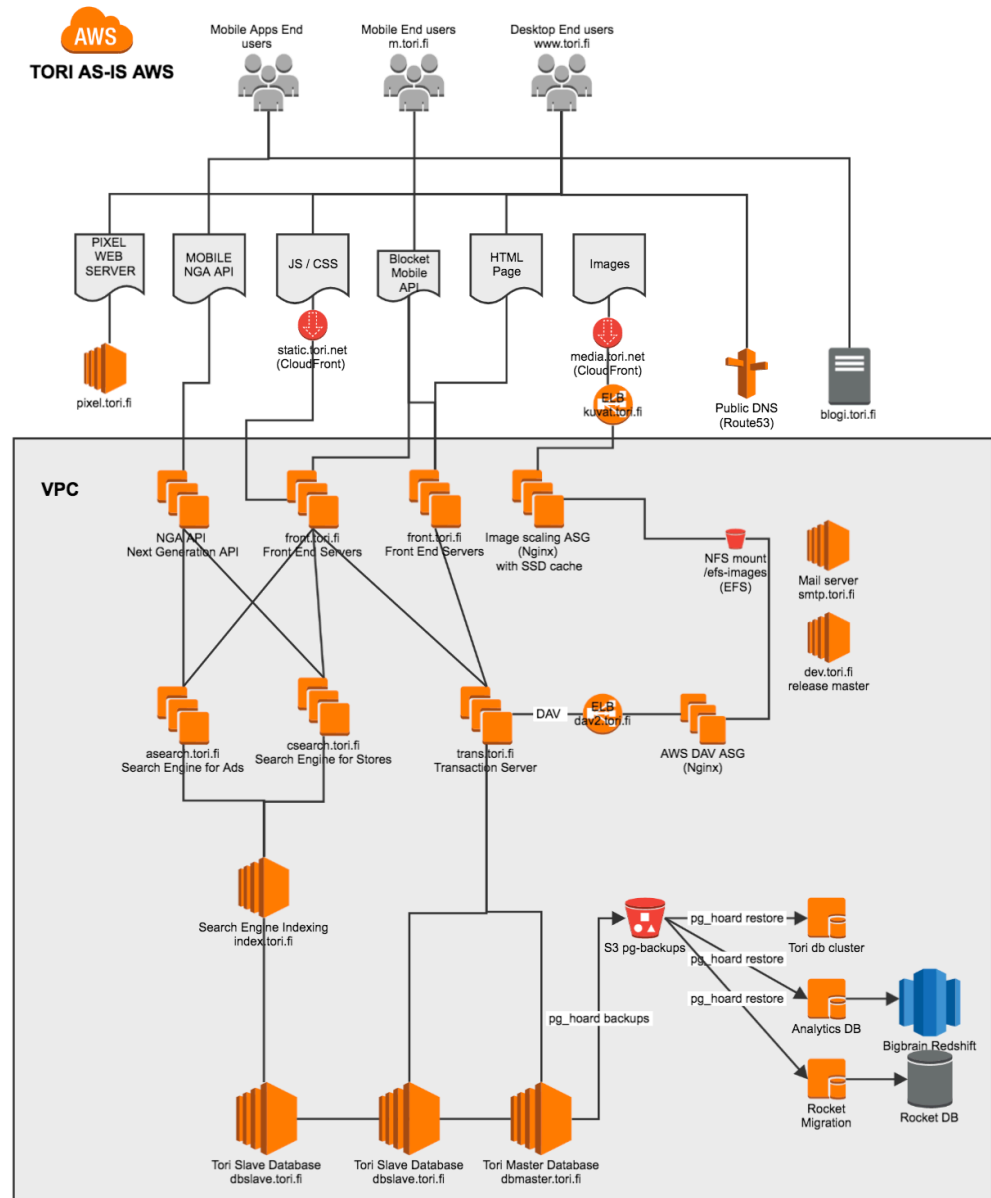 AWS
TORI AS-IS AWS
Mobile Apps End
users
Mobile End users
m.tori.fi
Desktop End users
www.tori.fi
PIXEL
WEB
SERVER
MOBILE
NGA API
JS / CSS
Blocket
Mobile
API
HTML
Page
Images
static.tori.net
(CloudFront)
media.tori.net
(CloudFront)
pixel.tori.fi
ELB
kuvat.tori.fi
Public DNS
(Route53)
blogi.tori.fi
VPC
NGA API
Next Generation API
front.tori.fi
Front End Servers
front.tori.fi
Front End Servers
Image scaling ASG
(Nginx)
with SSD cache
NFS mount
/efs-images
(EFS)
Mail server
smtp.tori.fi
dev.tori.fi
release master
asearch.tori.fi
Search Engine for Ads
csearch.tori.fi
Search Engine for Stores
trans.tori.fi
Transaction Server
DAV
ELB
dav2.tori.fi
AWS DAV ASG
(Nginx)
Search Engine Indexing
index.tori.fi
S3 pg-backups
pg_hoard restore
Tori db cluster
pg_hoard restore
pg_hoard restore
pg_hoard backups
Analytics DB
Bigbrain Redshift
Rocket
Migration
Rocket DB
Tori Slave Database
dbslave.tori.fi
Tori Slave Database
dbslave.tori.fi
Tori Master Database
dbmaster.tori.fi